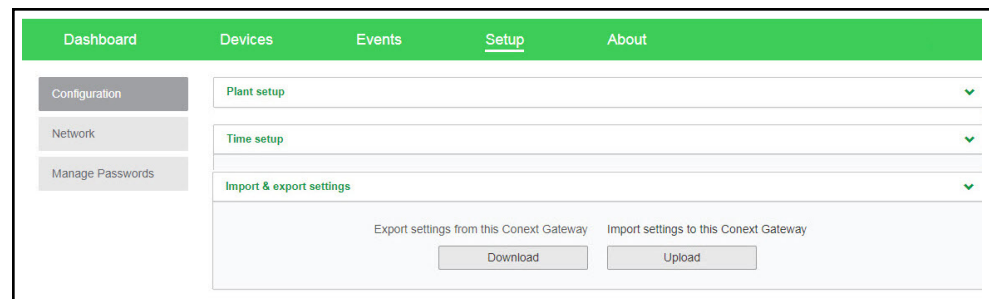 Dashboard Devices Events Setup About
Configuration
Network
Manage Passwords
Plant setup
Time setup
Import & export settings
Export settings from this Conext Gateway Import settings to this Conext Gateway
Download Upload